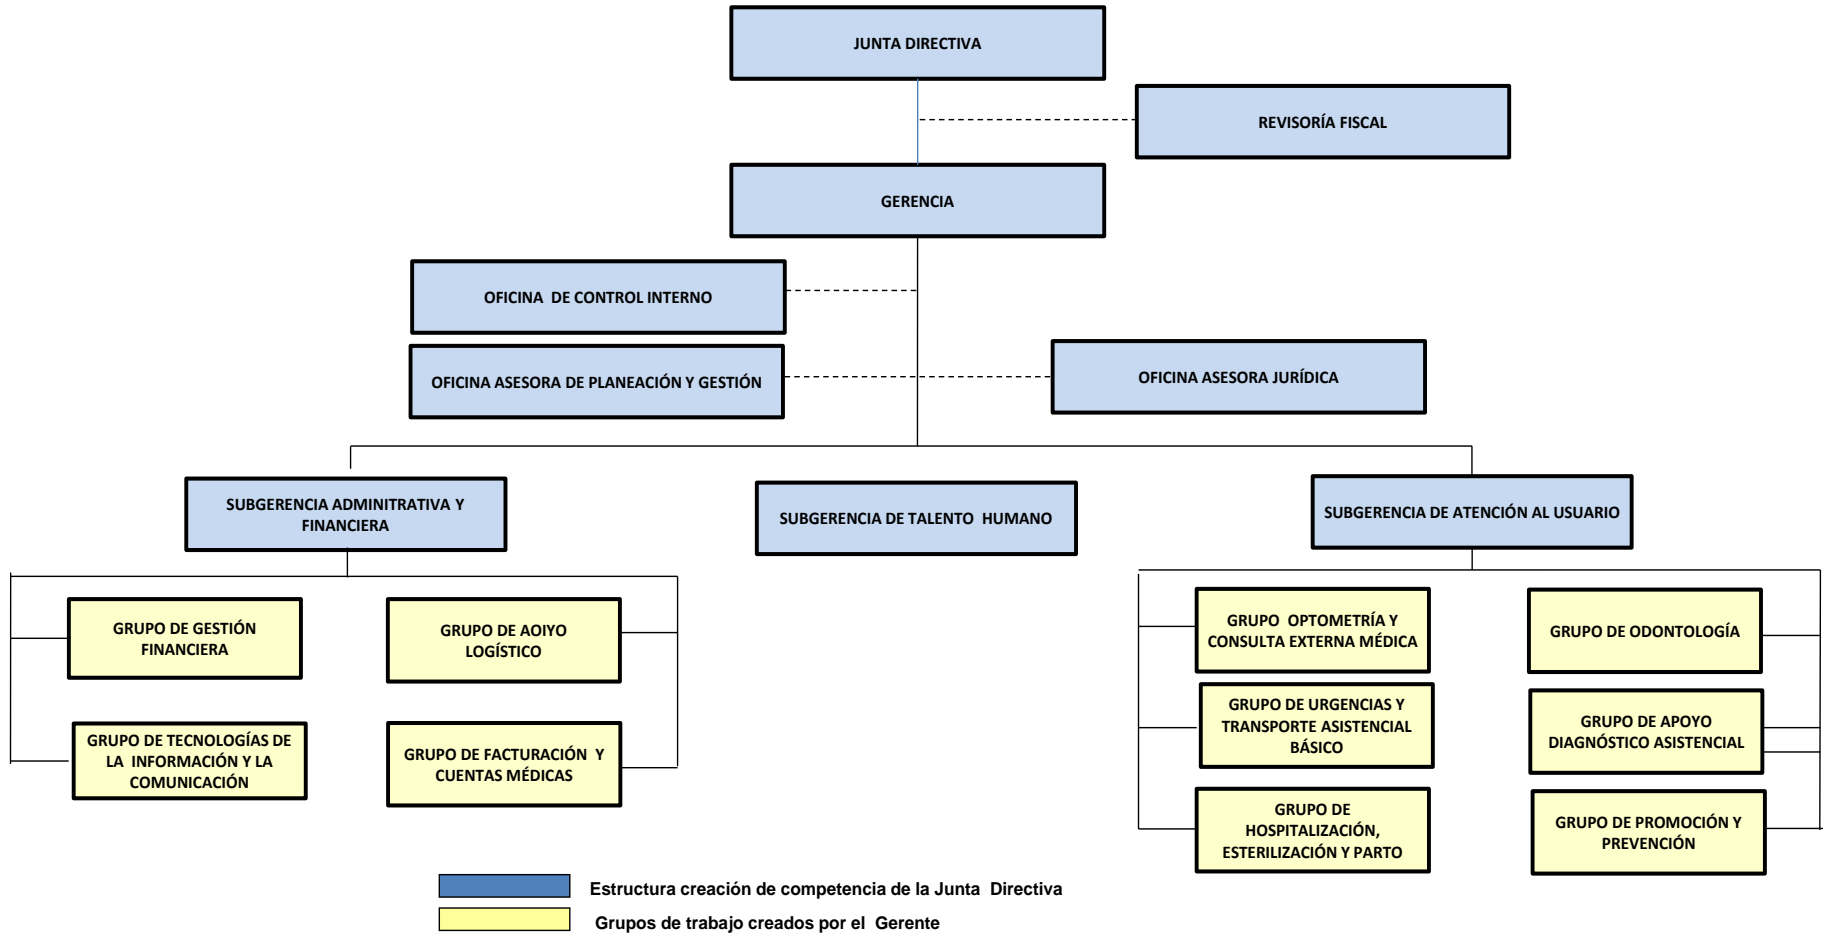 JUNTA DIRECTIVA
REVISORÍA FISCAL
GERENCIA
OFICINA DE CONTROL INTERNO
OFICINA ASESORA DE PLANEACIÓN Y GESTIÓN
OFICINA ASESORA JURÍDICA
SUBGERENCIA ADMINITRATIVA Y
FINANCIERA
SUBGERENCIA DE TALENTO HUMANO
SUBGERENCIA DE ATENCIÓN AL USUARIO
GRUPO DE GESTIÓN
FINANCIERA
GRUPO DE AOIYO
LOGÍSTICO
GRUPO DE TECNOLOGÍAS DE
LA INFORMACIÓN Y LA
COMUNICACIÓN
GRUPO DE FACTURACIÓN Y
CUENTAS MÉDICAS
GRUPO OPTOMETRÍA Y
CONSULTA EXTERNA MÉDICA
GRUPO DE ODONTOLOGÍA
GRUPO DE URGENCIAS Y
TRANSPORTE ASISTENCIAL
BÁSICO
GRUPO DE APOYO
DIAGNÓSTICO ASISTENCIAL
GRUPO DE
HOSPITALIZACIÓN,
ESTERILIZACIÓN Y PARTO
GRUPO DE PROMOCIÓN Y
PREVENCIÓN
Estructura creación de competencia de la Junta Directiva
Grupos de trabajo creados por el Gerente